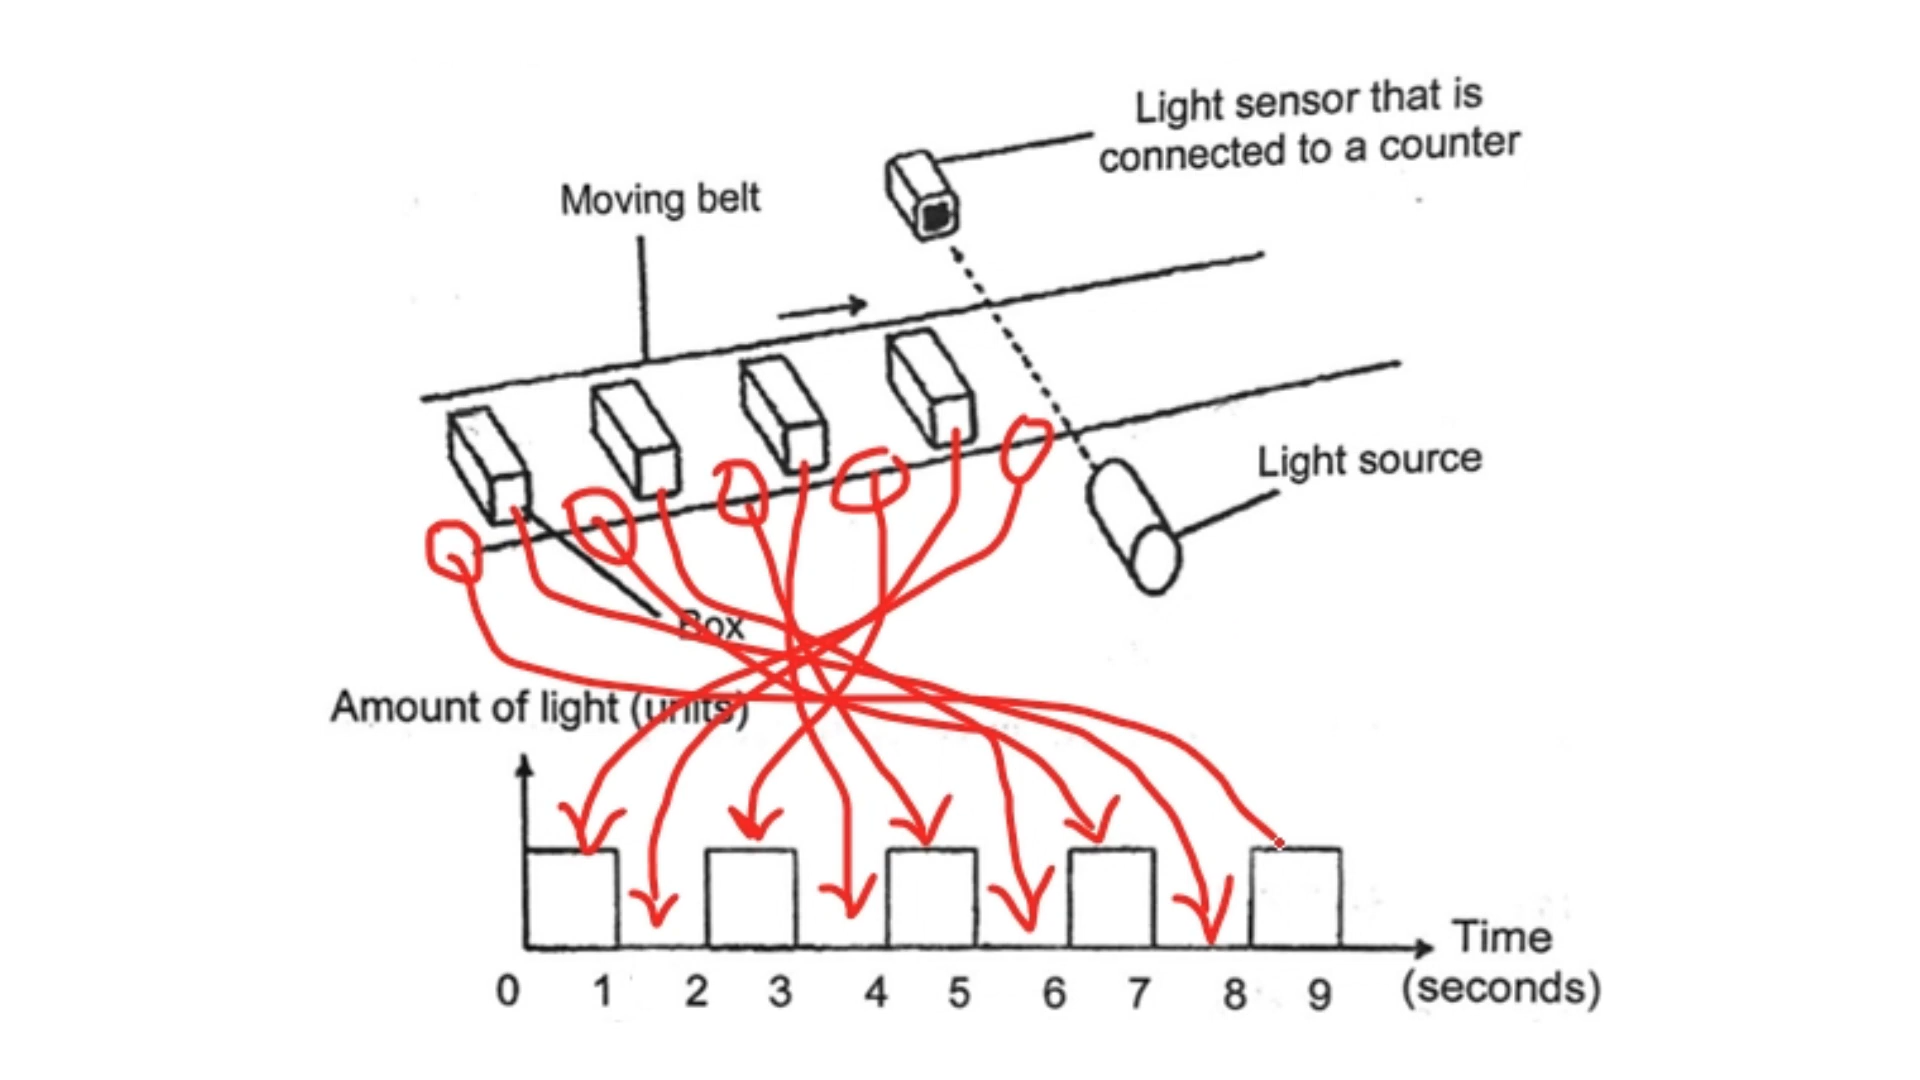 Light sensor that is
connected to a counter
Moving belt
Light source
Box
Amount of light (units)
Time
(seconds)
0 1 2 3 4 5 6 7 8 9